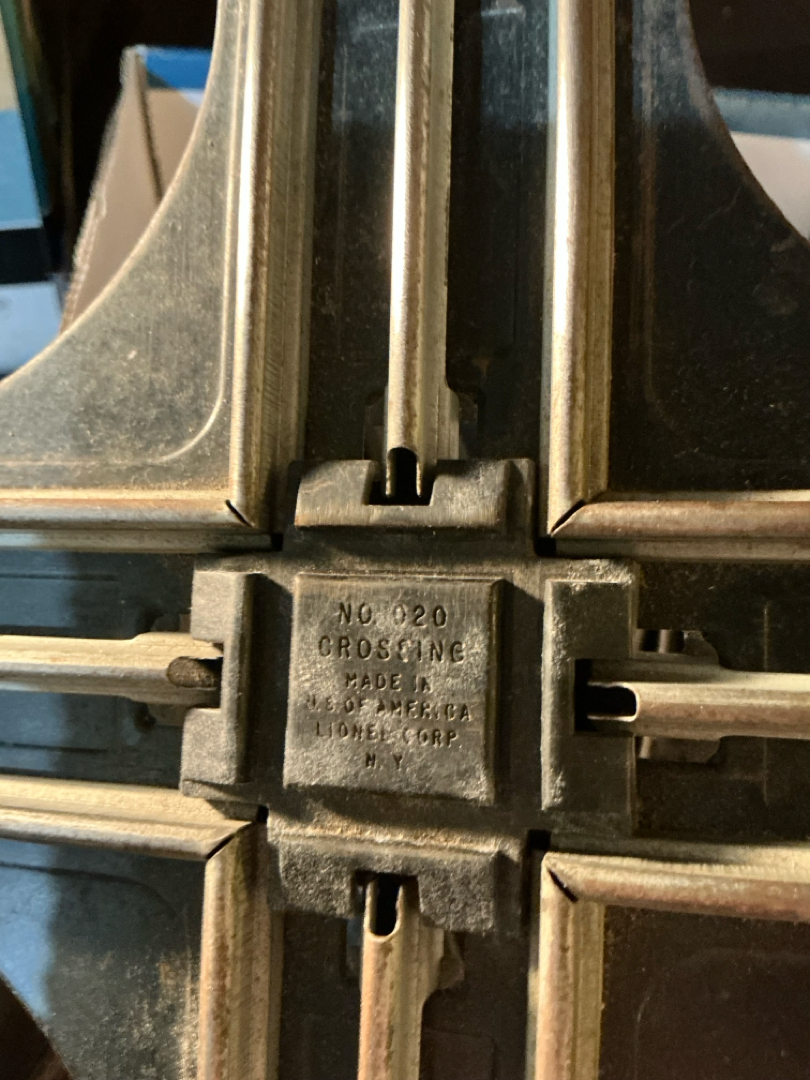 NO. 020
CROSSING
MADE IN
U.S. OF AMERICA
LIONEL CORP.
N. Y.